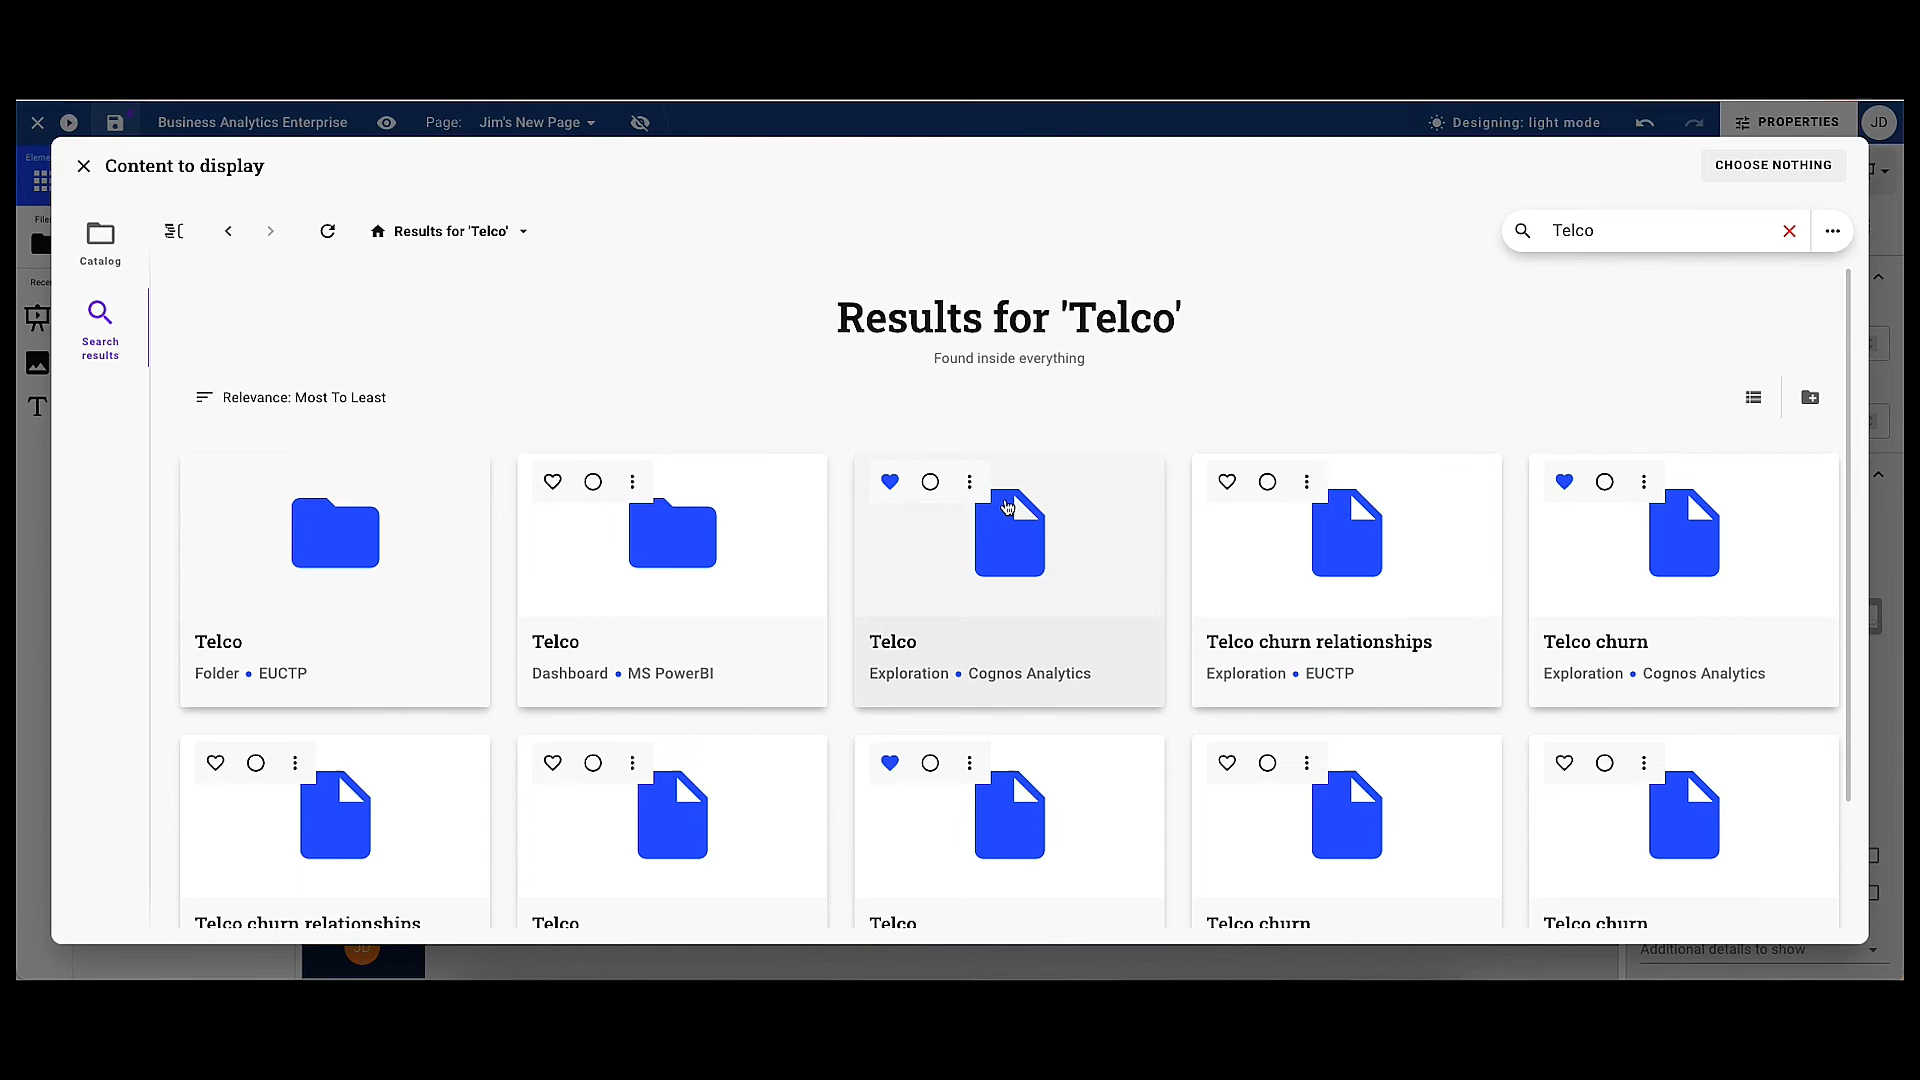 Business Analytics Enterprise
Page: Jim's New Page
Designing: light mode
PROPERTIES
JD
Content to display
CHOOSE NOTHING
Catalog
Search
results
Results for 'Telco'
Telco
Results for 'Telco'
Found inside everything
Relevance: Most To Least
Telco
Folder • EUCTP
Telco
Dashboard • MS PowerBI
Telco
Exploration • Cognos Analytics
Telco churn relationships
Exploration • EUCTP
Telco churn
Exploration • Cognos Analytics
Telco churn relationships
Telco
Telco
Telco churn
Telco churn
JD
Additional details to show